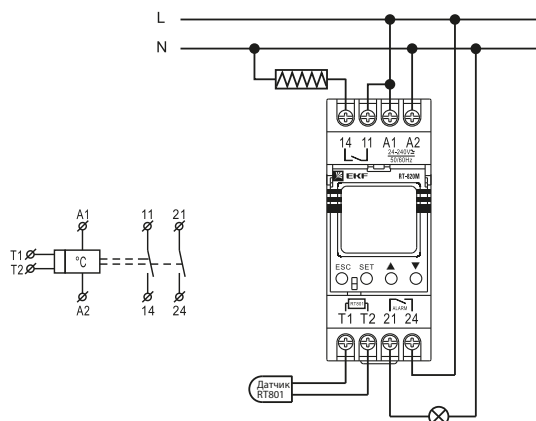 L
N
14 11 A1 A2
24-240V≂
50/60Hz
EKF RT-820M
ESC SET ▲ ▼
RT801 ALARM
T1 T2 21 24
Датчик
RT801
A1 11 21
T1
°C
T2
A2 14 24